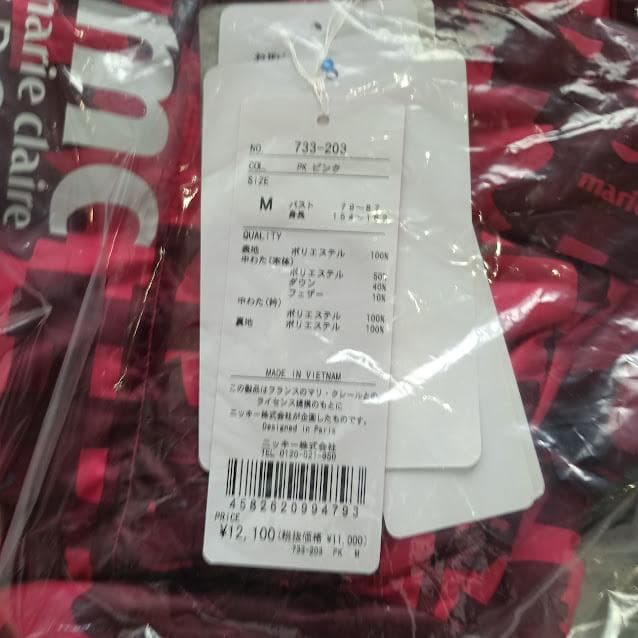 mc
marie claire
NO. 733-203
COL. PK ピンク
SIZE
M バスト 79~87
身長
QUALITY
表地 ポリエステル 100%
中わた(本体)
ポリエステル 50%
ダウン 40%
フェザー 10%
中わた(衿)
ポリエステル 100%
裏地 ポリエステル 100%
MADE IN VIETNAM
この製品はフランスのマリ・クレールとの
ライセンス提携のもとに
ニッキー株式会社が企画したものです。
Designed in Paris
ニッキー株式会社
TEL 0120-021-950
4582620994793
PRICE
¥12,100(税抜価格 ¥11,000)
733-203 PK M